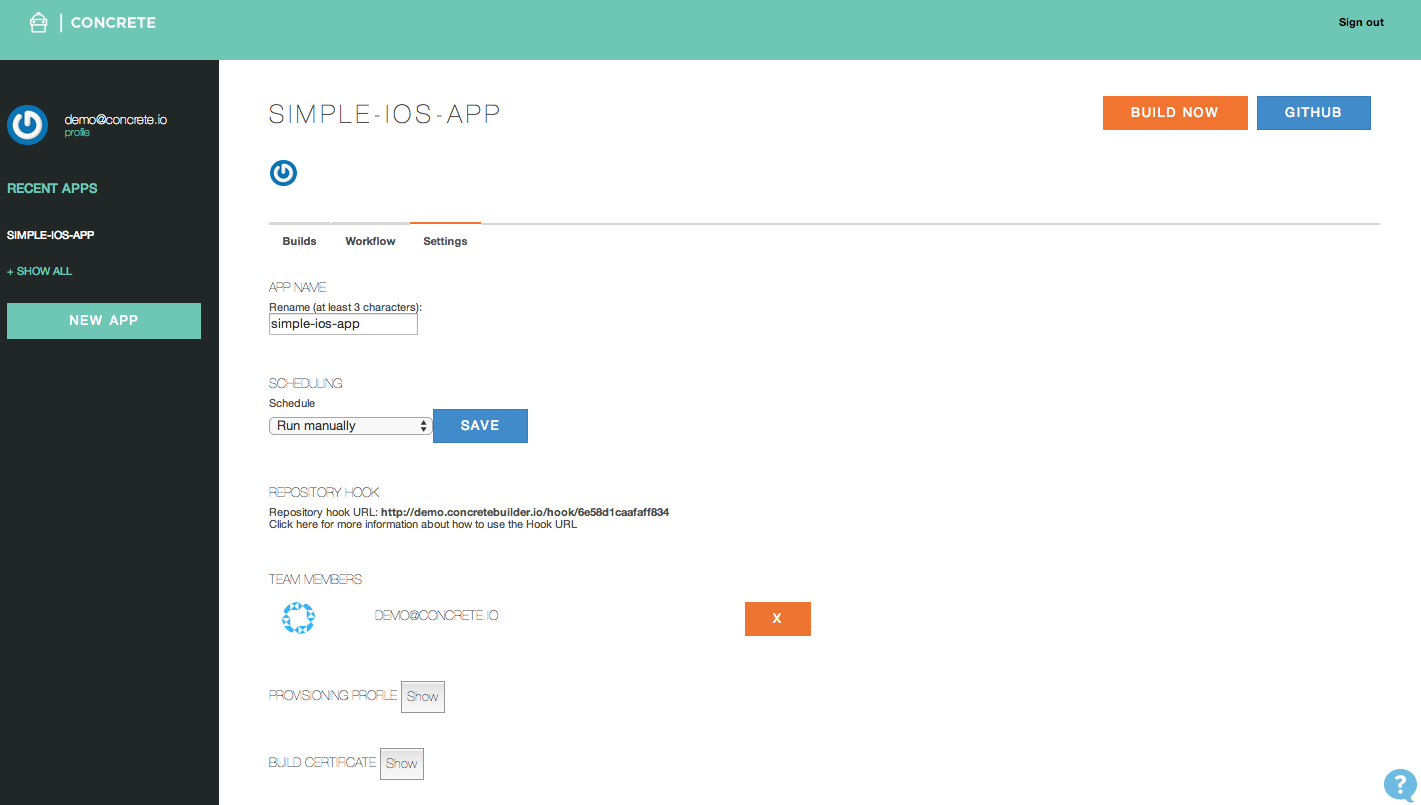 CONCRETE
Sign out
demo@concrete.io
profile
RECENT APPS
SIMPLE-IOS-APP
+ SHOW ALL
NEW APP
SIMPLE-IOS-APP
BUILD NOW
GITHUB
Builds
Workflow
Settings
APP NAME
Rename (at least 3 characters):
simple-ios-app
SCHEDULING
Schedule
Run manually
SAVE
REPOSITORY HOOK
Repository hook URL: http://demo.concretebuilder.io/hook/6e58d1caafaff834
Click here for more information about how to use the Hook URL
TEAM MEMBERS
DEMO@CONCRETE.IO
X
PROVISIONING PROFILE Show
BUILD CERTIFICATE Show
?